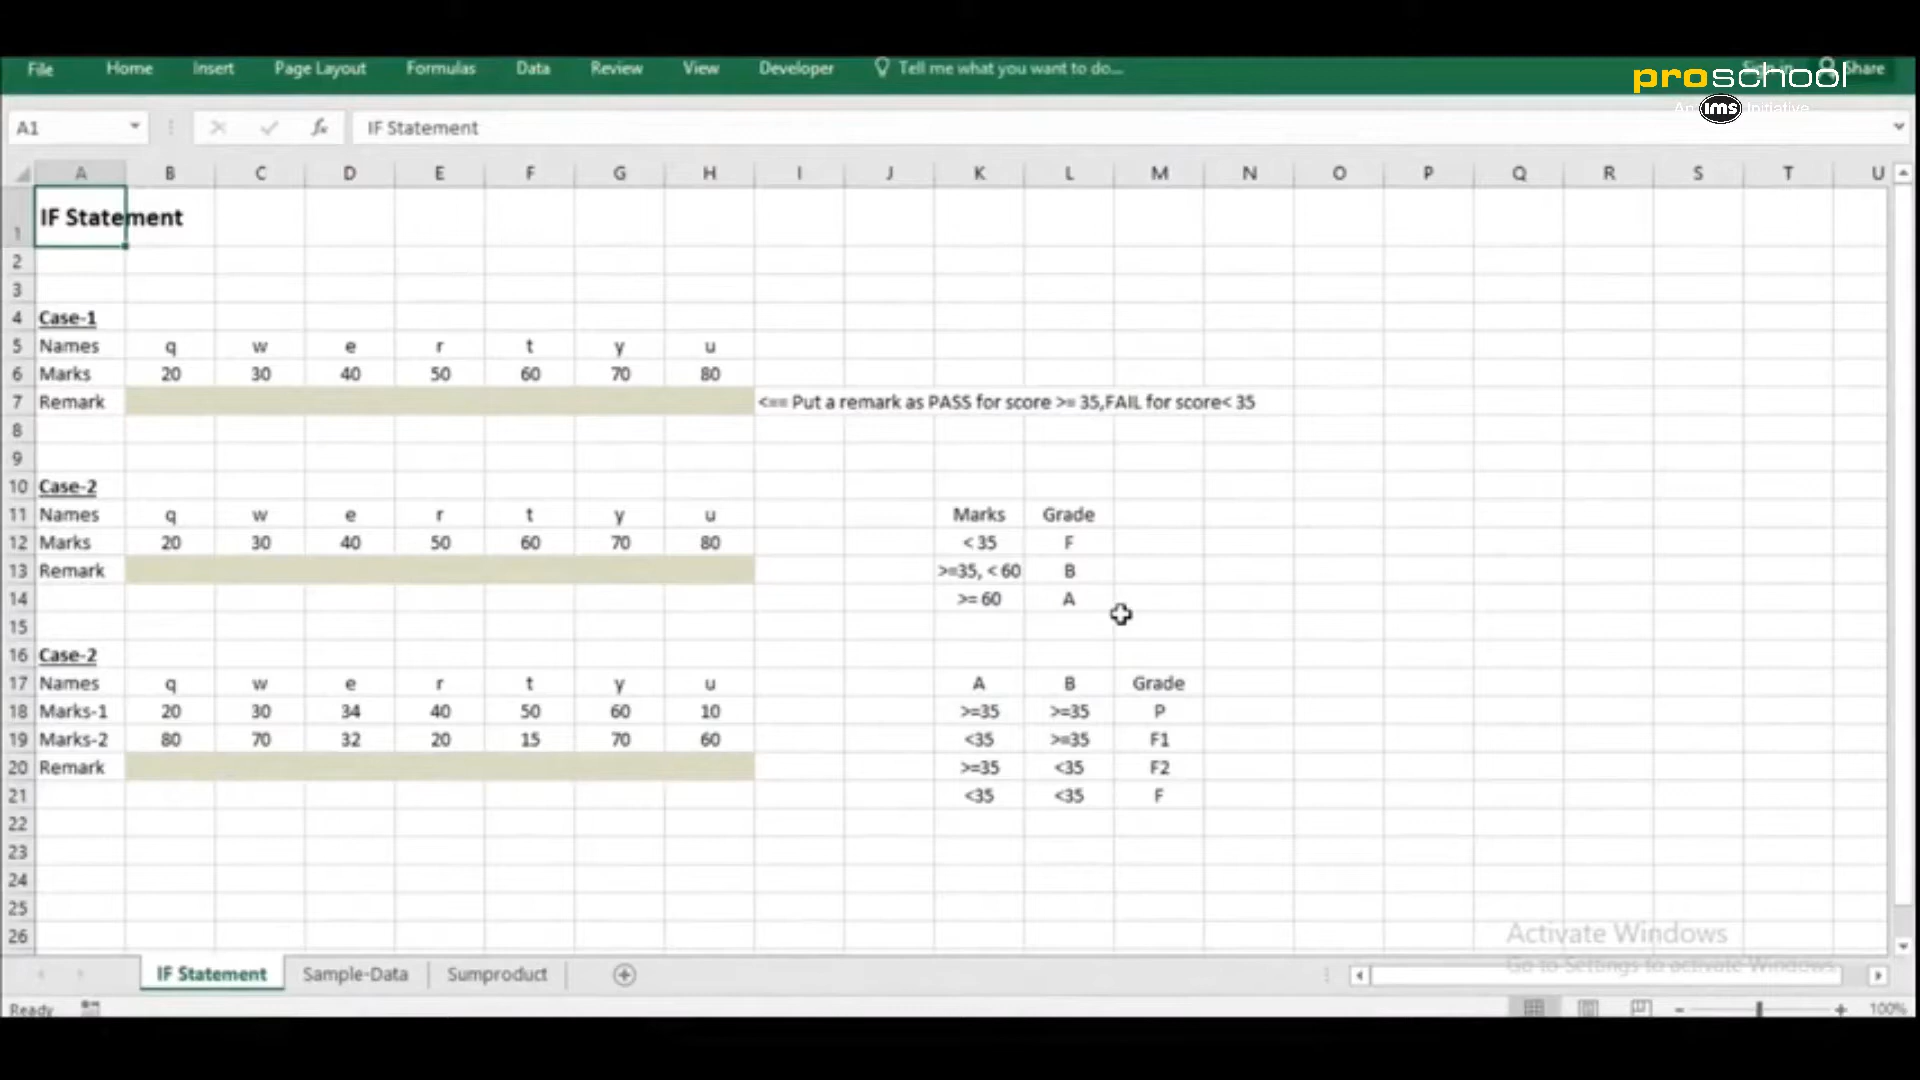 File Home Insert Page Layout Formulas Data Review View Developer Tell me what you want to do... Sign in Share
proschool
An ims Initiative
A1 fx IF Statement
A B C D E F G H I J K L M N O P Q R S T U
1 IF Statement
2
3
4 Case-1
5 Names q w e r t y u
6 Marks 20 30 40 50 60 70 80
7 Remark <== Put a remark as PASS for score >= 35,FAIL for score< 35
8
9
10 Case-2
11 Names q w e r t y u Marks Grade
12 Marks 20 30 40 50 60 70 80 < 35 F
13 Remark >=35, < 60 B
14 >= 60 A
15
16 Case-2
17 Names q w e r t y u A B Grade
18 Marks-1 20 30 34 40 50 60 10 >=35 >=35 P
19 Marks-2 80 70 32 20 15 70 60 <35 >=35 F1
20 Remark >=35 <35 F2
21 <35 <35 F
22
23
24
25
26
Activate Windows
Go to Settings to activate Windows.
IF Statement Sample-Data Sumproduct
Ready 100%